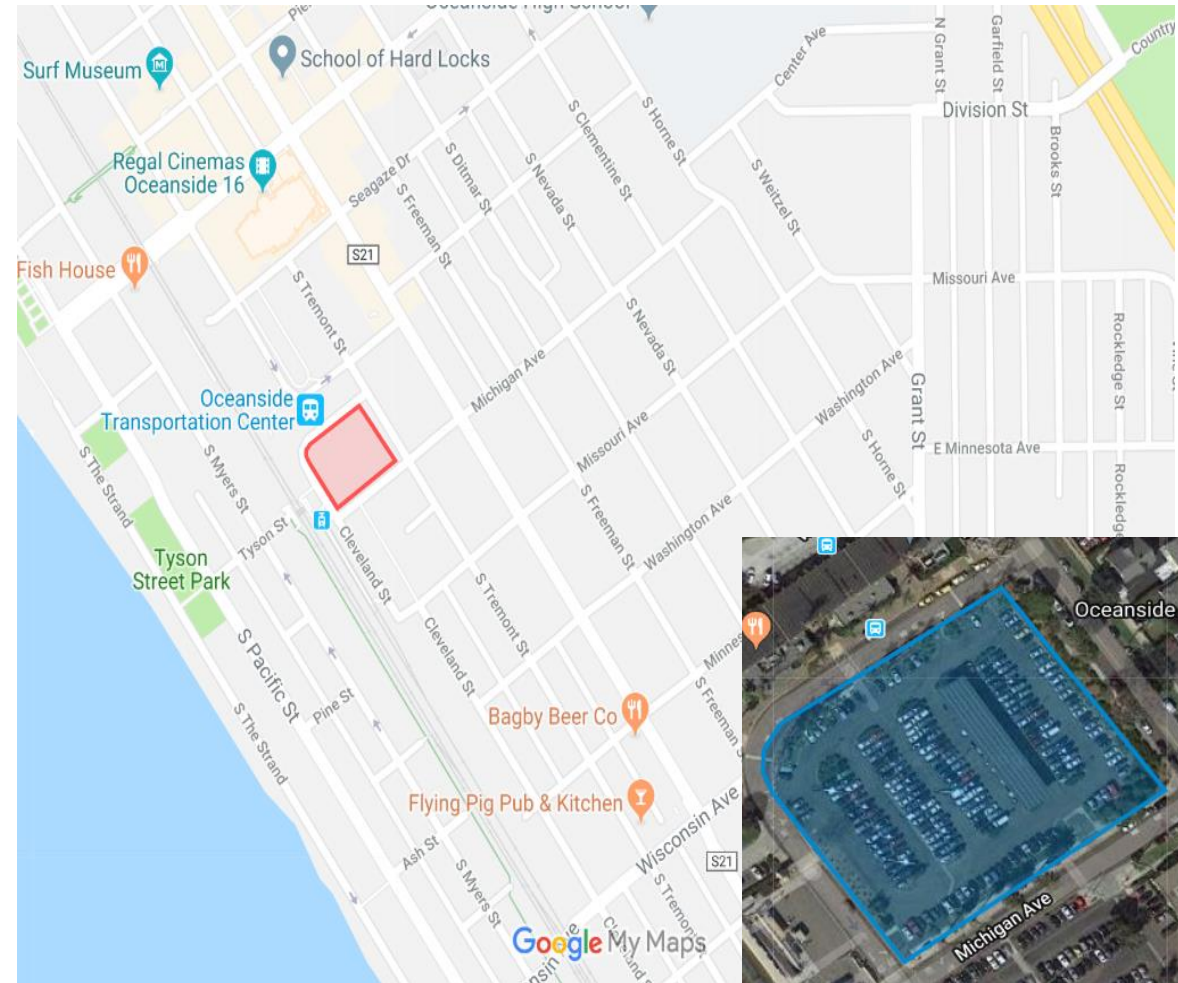 Oceanside High School
Surf Museum
School of Hard Locks
Center Ave
N Grant St
Garfield St
Country
Division St
Regal Cinemas
Oceanside 16
Seagaze Dr
S Ditmar St
S Nevada St
S Clementine St
S Horne St
S Weitzel St
Brooks St
S Freeman St
S21
Fish House
S Tremont St
Missouri Ave
S Nevada St
Rockledge St
Oceanside
Transportation Center
Michigan Ave
Washington Ave
Grant St
Missouri Ave
S Horne St
E Minnesota Ave
S The Strand
S Myers St
S Freeman St
Rockledge
Washington Ave
Tyson St
Cleveland St
Tyson
Street Park
S Tremont St
Cleveland St
S Pacific St
Pine St
Minnes
S Freeman S
S The Strand
Bagby Beer Co
Flying Pig Pub & Kitchen
Wisconsin Ave
S21
Ash St
S Myers St
S Tremont
Google My Maps
Oceanside
Michigan Ave